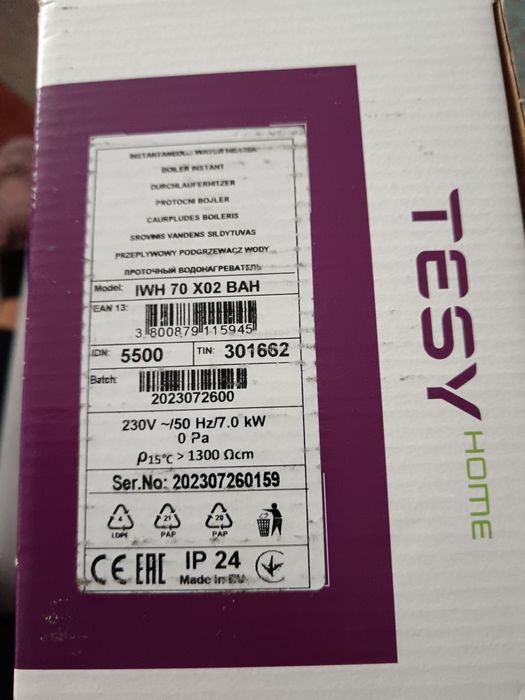 INSTANTANEOUS WATER HEATER
BOILER INSTANT
DURCHLAUFERHITZER
PROTOCNI BOJLER
CAURPLUDES BOILERIS
SROVINIS VANDENS SILDYTUVAS
PRZEPLYWOWY PODGRZEWACZ WODY
ПРОТОЧНЫЙ ВОДОНАГРЕВАТЕЛЬ
Model: IWH 70 X02 BAH
EAN 13:
3 800879 115945
IDN: 5500 TIN: 301662
Batch:
2023072600
230V ~/50 Hz/7.0 kW
0 Pa
ρ15°C > 1300 Ωcm
Ser.No: 202307260159
4 21 20
LDPE PAP PAP
CE EAC IP 24
Made in EU
TESY
HOME